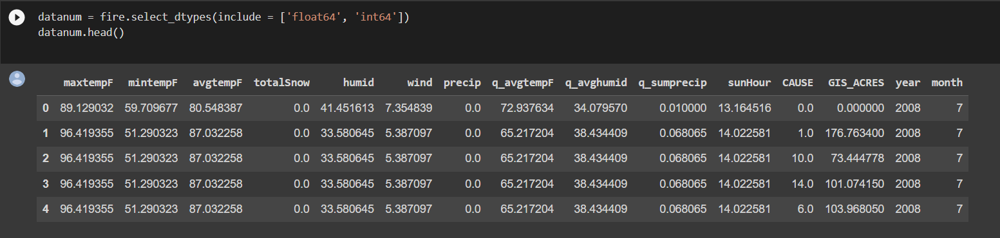 datanum = fire.select_dtypes(include = ['float64', 'int64'])
datanum.head()
maxtempF mintempF avgtempF totalSnow humid wind precip q_avgtempF q_avghumid q_sumprecip sunHour CAUSE GIS_ACRES year month
0 89.129032 59.709677 80.548387 0.0 41.451613 7.354839 0.0 72.937634 34.079570 0.010000 13.164516 0.0 0.000000 2008 7
1 96.419355 51.290323 87.032258 0.0 33.580645 5.387097 0.0 65.217204 38.434409 0.068065 14.022581 1.0 176.763400 2008 7
2 96.419355 51.290323 87.032258 0.0 33.580645 5.387097 0.0 65.217204 38.434409 0.068065 14.022581 10.0 73.444778 2008 7
3 96.419355 51.290323 87.032258 0.0 33.580645 5.387097 0.0 65.217204 38.434409 0.068065 14.022581 14.0 101.074150 2008 7
4 96.419355 51.290323 87.032258 0.0 33.580645 5.387097 0.0 65.217204 38.434409 0.068065 14.022581 6.0 103.968050 2008 7